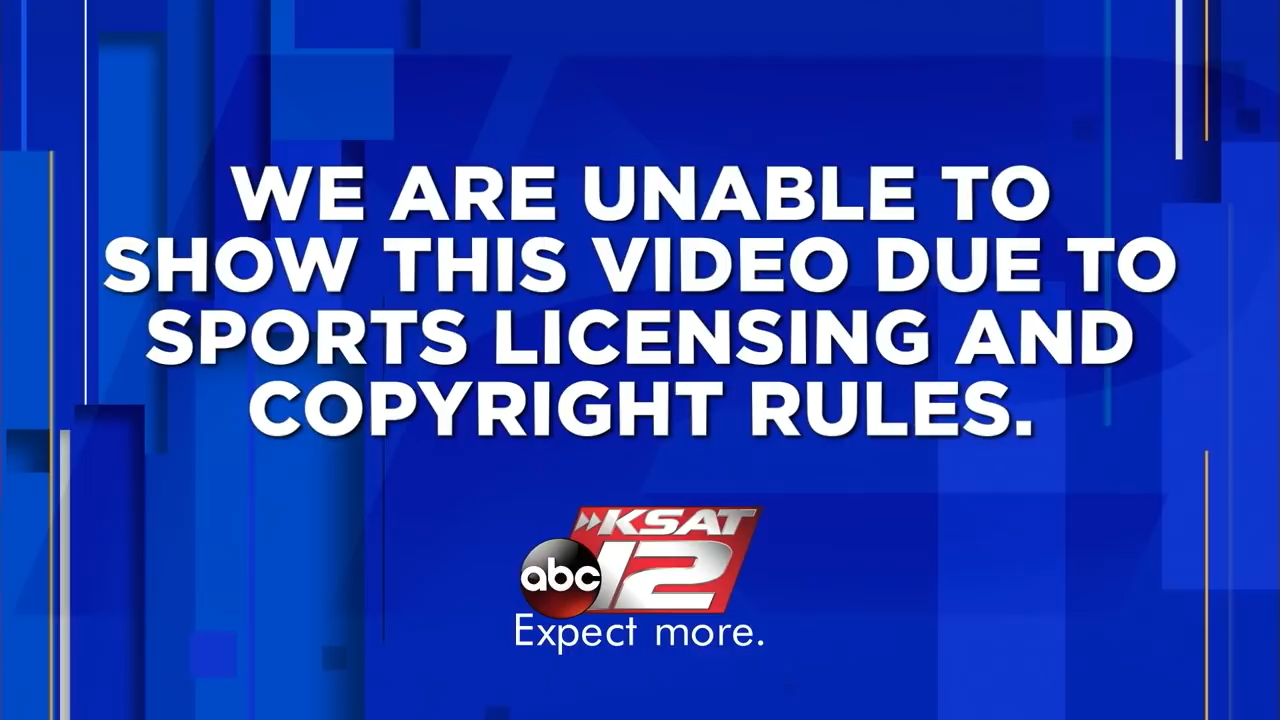 WE ARE UNABLE TO
SHOW THIS VIDEO DUE TO
SPORTS LICENSING AND
COPYRIGHT RULES.
KSAT
abc 12
Expect more.